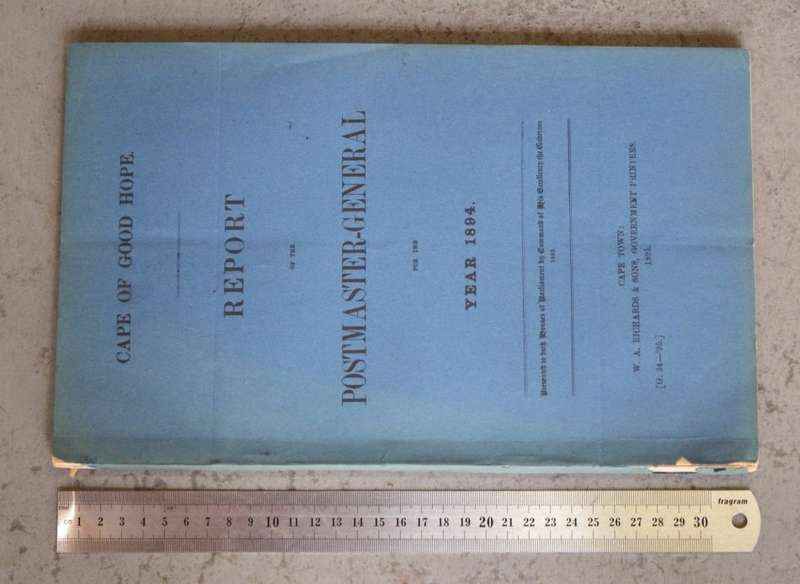 CAPE OF GOOD HOPE.
REPORT
OF THE
POSTMASTER-GENERAL
FOR THE
YEAR 1894.
Presented to both Houses of Parliament by Command of His Excellency the Governor
1895.
CAPE TOWN:
W. A. RICHARDS & SONS, GOVERNMENT PRINTERS.
1895.
[G. 24—'95.]
fragram
1 2 3 4 5 6 7 8 9 10 11 12 13 14 15 16 17 18 19 20 21 22 23 24 25 26 27 28 29 30